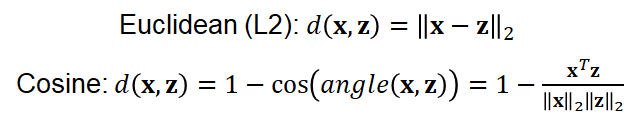 Euclidean (L2): 𝑑(𝐱, 𝐳) = ‖𝐱 − 𝐳‖₂
Cosine: 𝑑(𝐱, 𝐳) = 1 − cos(𝑎𝑛𝑔𝑙𝑒(𝐱, 𝐳)) = 1 − 𝐱ᵀ𝐳 / ‖𝐱‖₂‖𝐳‖₂